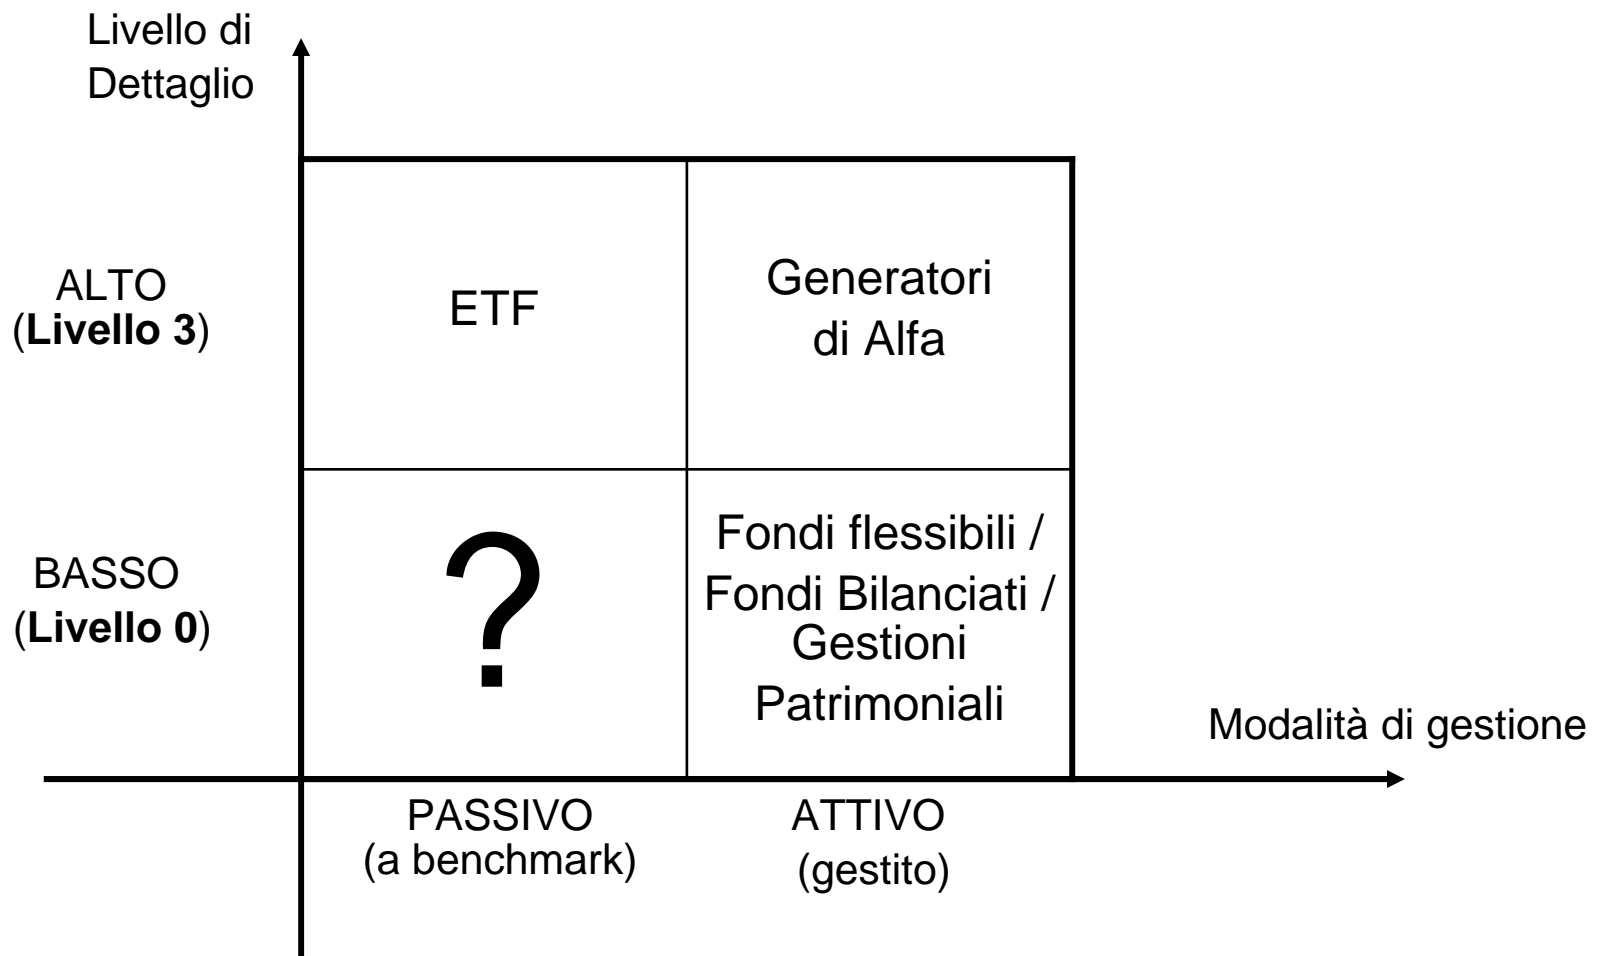 Livello di
Dettaglio
ALTO
(Livello 3)
ETF
Generatori
di Alfa
BASSO
(Livello 0)
?
Fondi flessibili /
Fondi Bilanciati /
Gestioni
Patrimoniali
Modalità di gestione
PASSIVO
(a benchmark)
ATTIVO
(gestito)